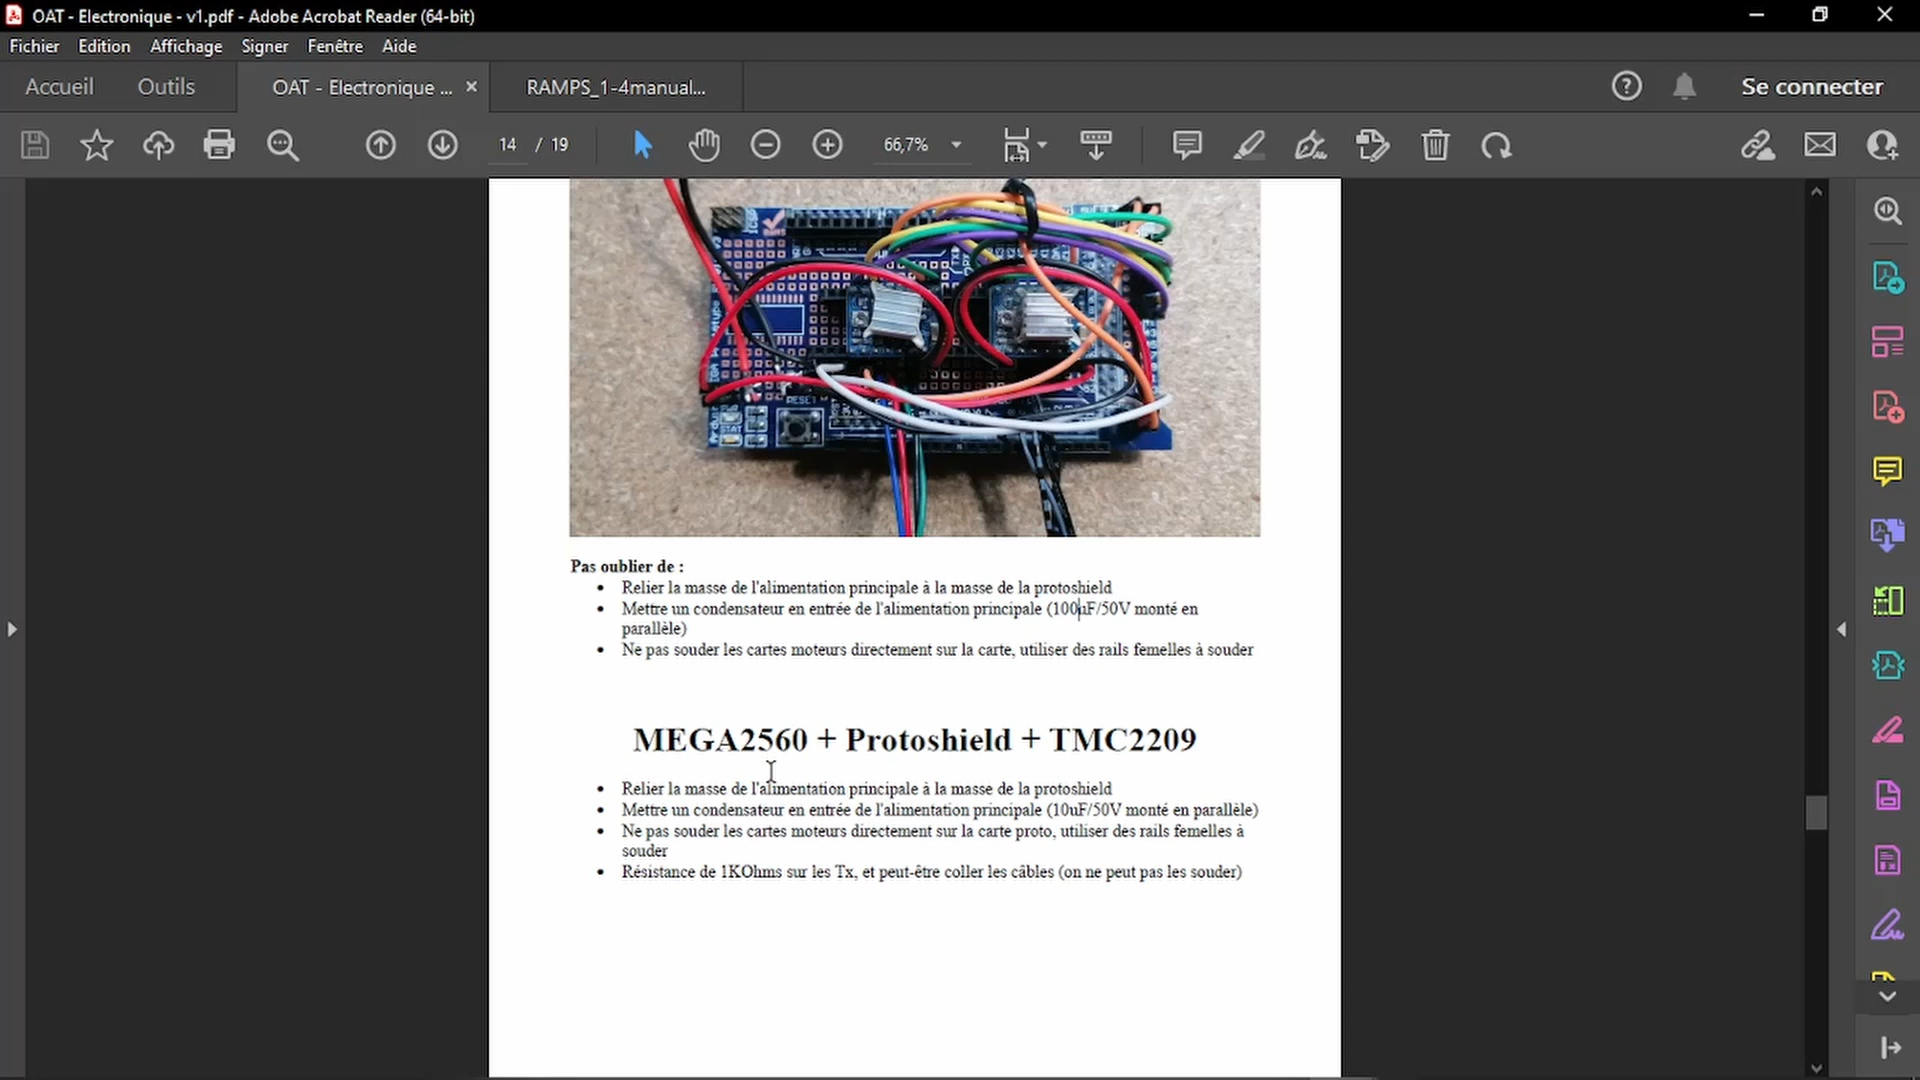 OAT - Electronique - v1.pdf - Adobe Acrobat Reader (64-bit)
Fichier Edition Affichage Signer Fenêtre Aide
Accueil Outils OAT - Electronique ... RAMPS_1-4manual... Se connecter
14 / 19 66,7%
RESET
STAT
Pas oublier de :
• Relier la masse de l'alimentation principale à la masse de la protoshield
• Mettre un condensateur en entrée de l'alimentation principale (100uF/50V monté en
parallèle)
• Ne pas souder les cartes moteurs directement sur la carte, utiliser des rails femelles à souder
MEGA2560 + Protoshield + TMC2209
• Relier la masse de l'alimentation principale à la masse de la protoshield
• Mettre un condensateur en entrée de l'alimentation principale (10uF/50V monté en parallèle)
• Ne pas souder les cartes moteurs directement sur la carte proto, utiliser des rails femelles à
souder
• Résistance de 1KOhms sur les Tx, et peut-être coller les câbles (on ne peut pas les souder)